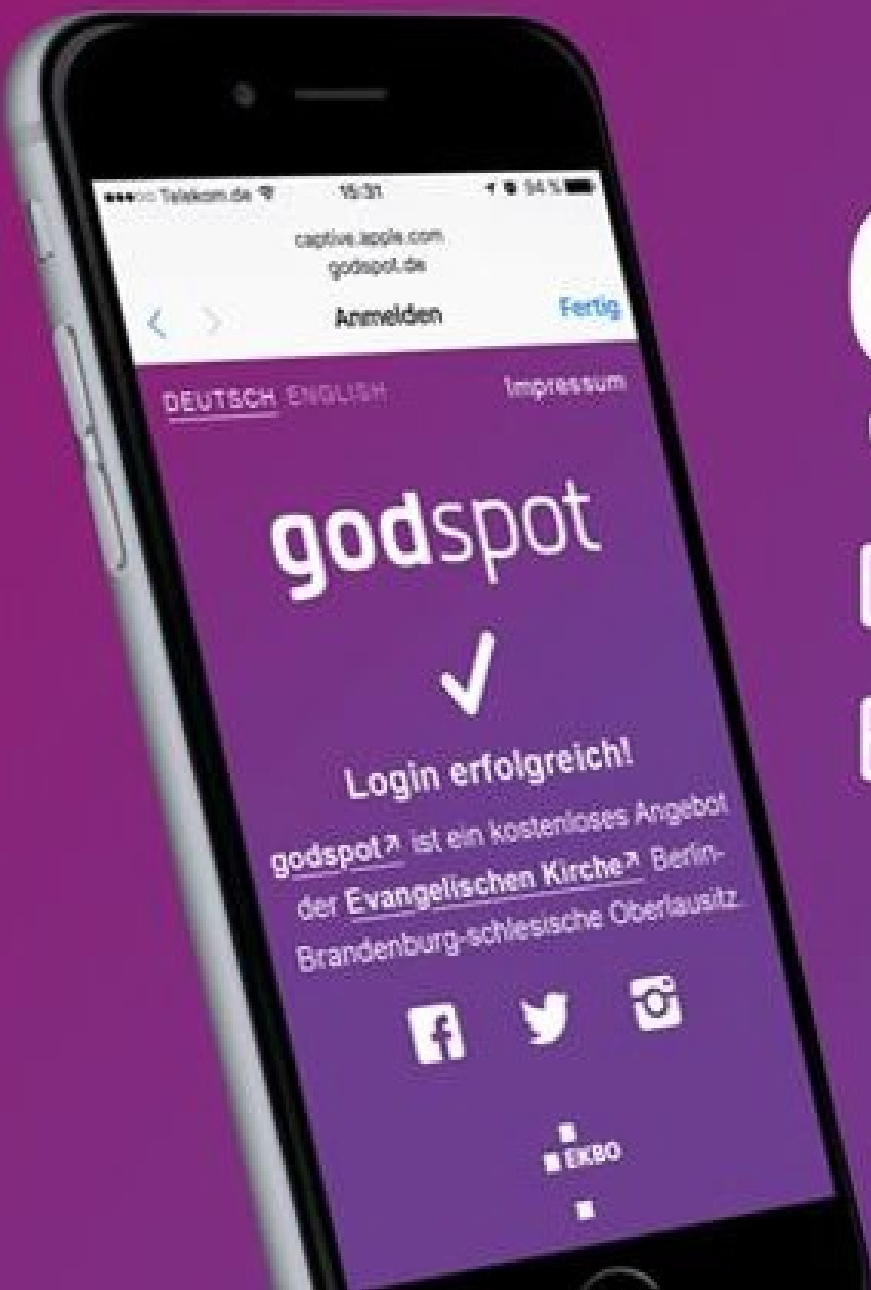 Telekom.de 15:31 94 %
captive.apple.com
godspot.de
Anmelden Fertig
DEUTSCH ENGLISH Impressum
godspot
Login erfolgreich!
godspot↗ ist ein kostenloses Angebot
der Evangelischen Kirche↗ Berlin-
Brandenburg-schlesische Oberlausitz.
EKBO